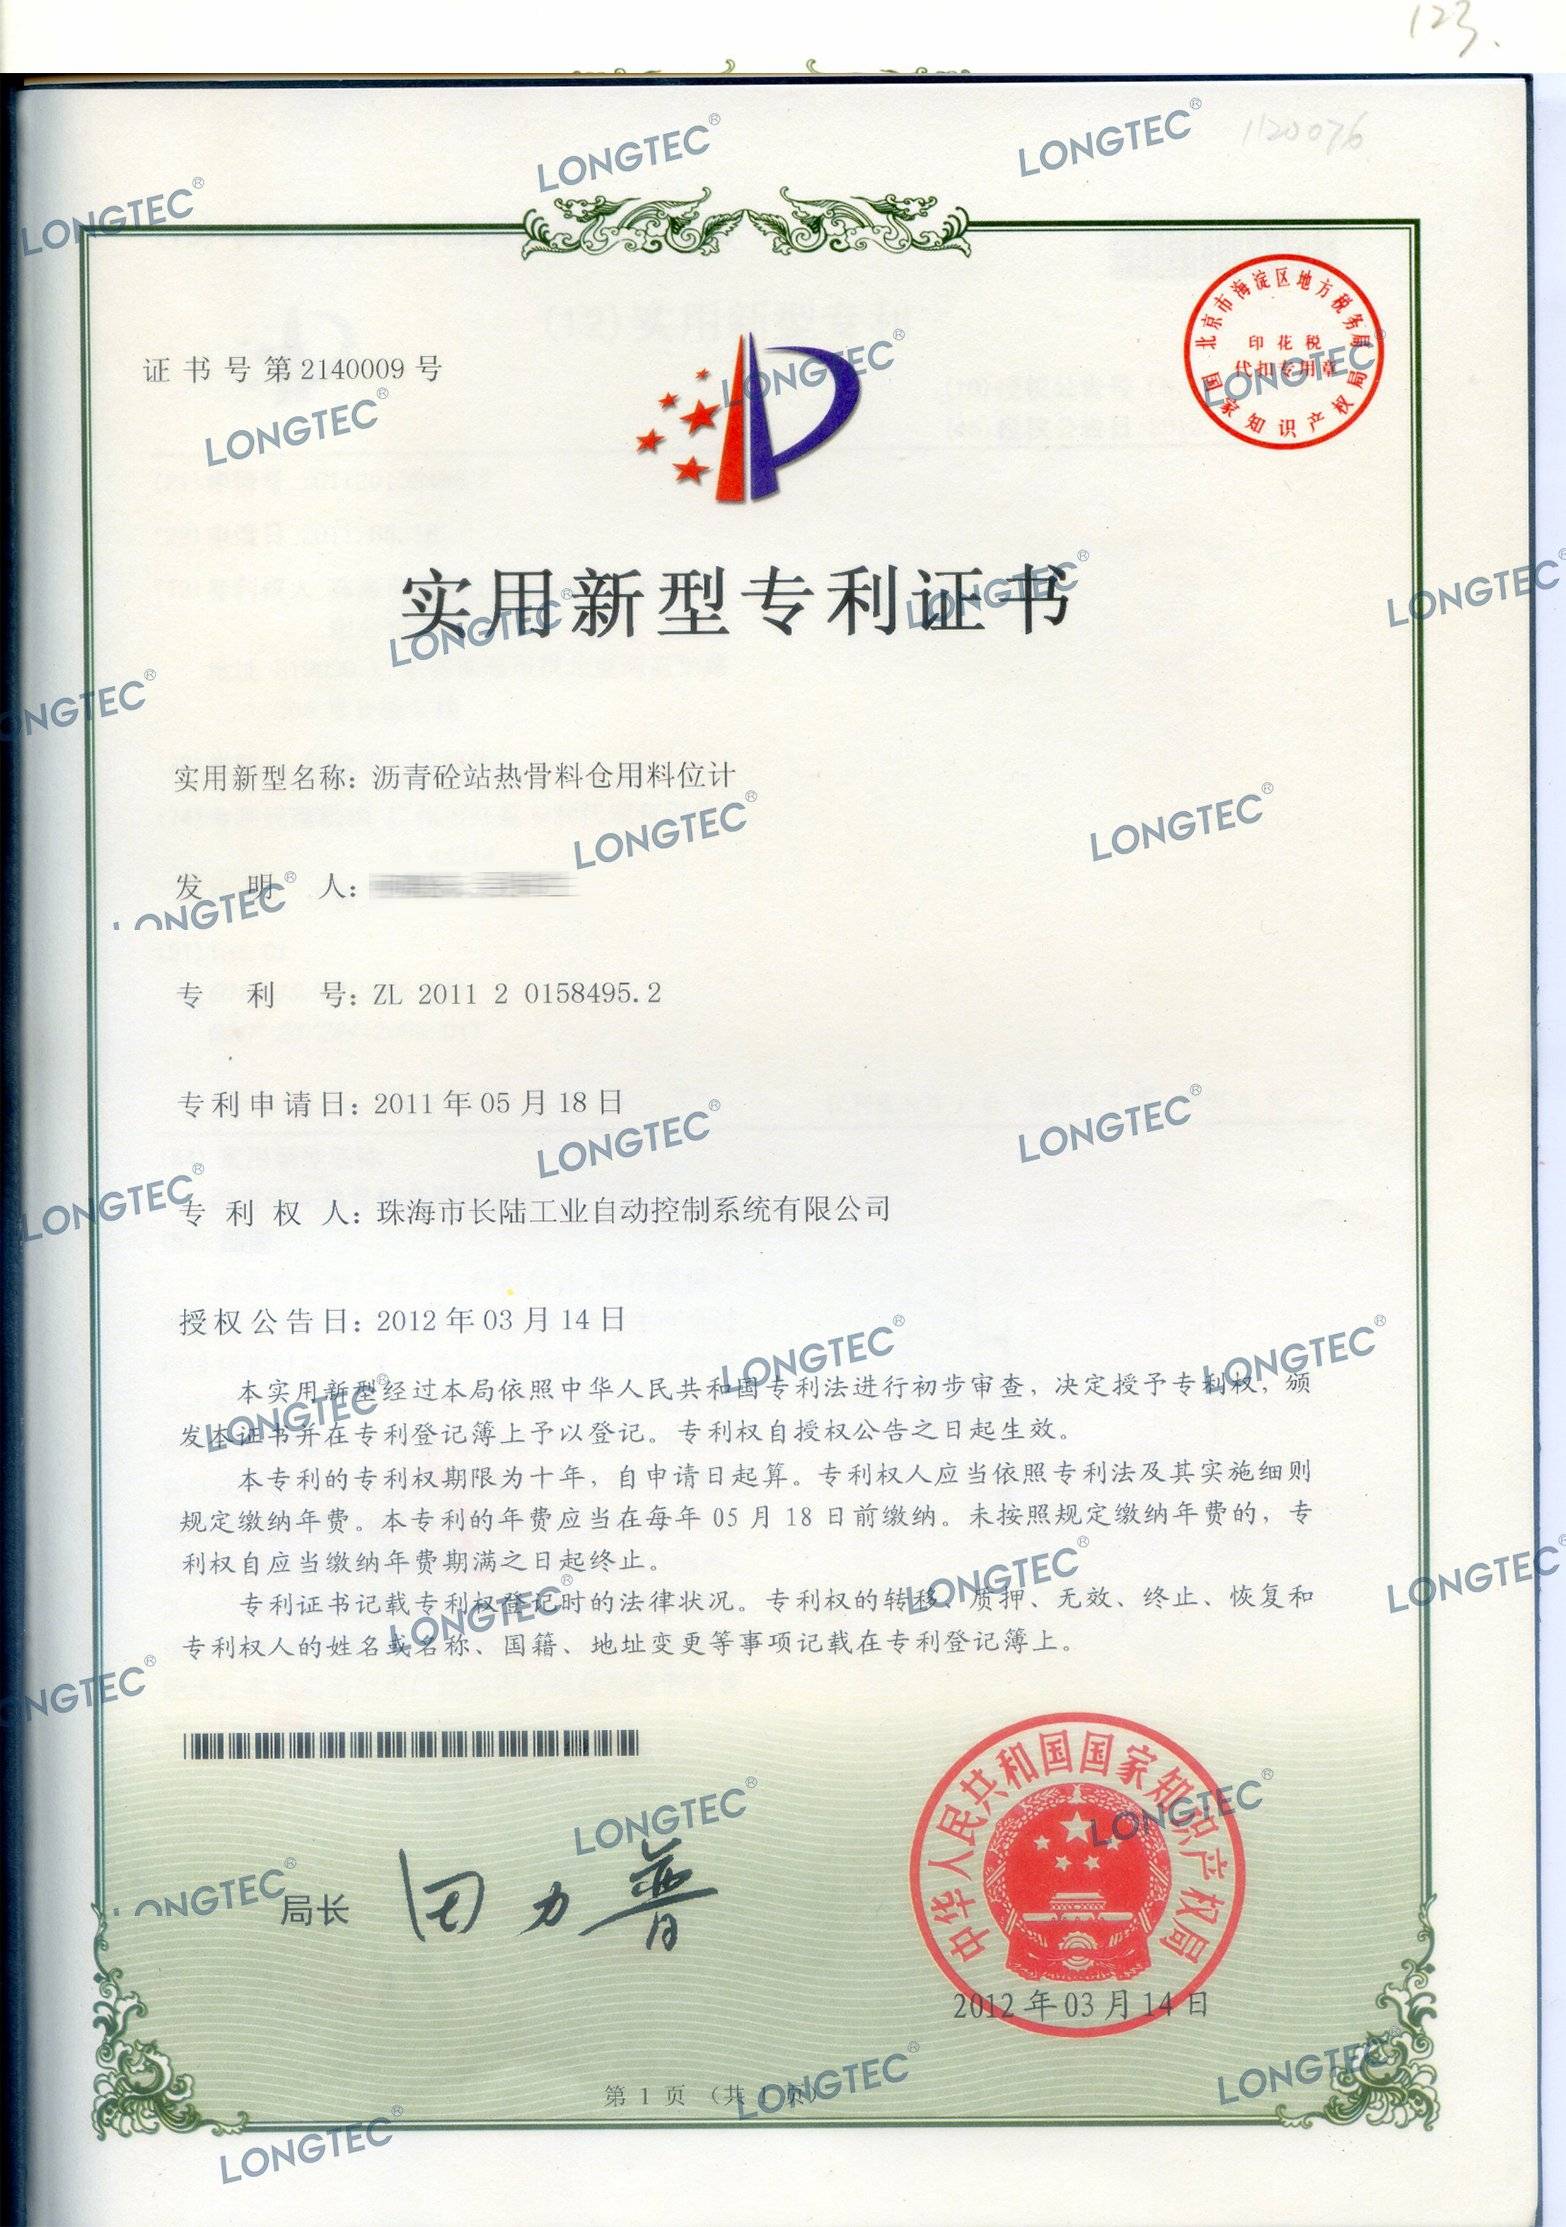 123.
1120076
证书号第2140009号
北京市海淀区地方税务局
印花税
代扣专用章
国家知识产权局
实用新型专利证书
实用新型名称：沥青砼站热骨料仓用料位计
发明人：
专利号：ZL 2011 2 0158495.2
专利申请日：2011年05月18日
专利权人：珠海市长陆工业自动控制系统有限公司
授权公告日：2012年03月14日
本实用新型经过本局依照中华人民共和国专利法进行初步审查，决定授予专利权，颁
发本证书并在专利登记簿上予以登记。专利权自授权公告之日起生效。
本专利的专利权期限为十年，自申请日起算。专利权人应当依照专利法及其实施细则
规定缴纳年费。本专利的年费应当在每年05月18日前缴纳。未按照规定缴纳年费的，专
利权自应当缴纳年费期满之日起终止。
专利证书记载专利权登记时的法律状况。专利权的转移、质押、无效、终止、恢复和
专利权人的姓名或名称、国籍、地址变更等事项记载在专利登记簿上。
局长 田力普
中华人民共和国国家知识产权局
2012年03月14日
第1页（共1页）
LONGTEC®